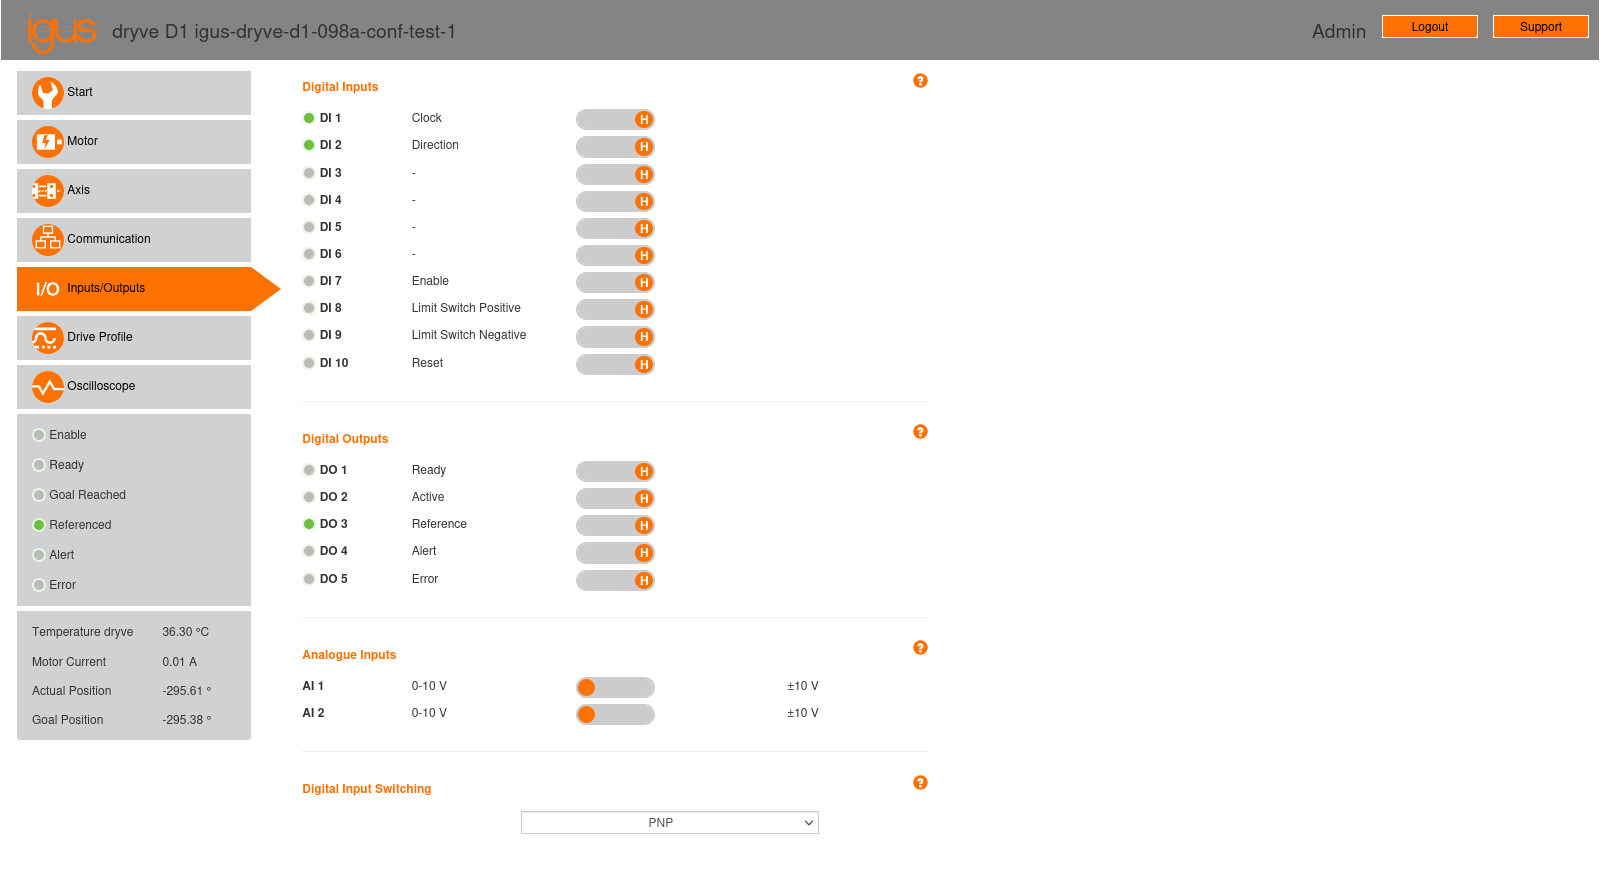 igus dryve D1 igus-dryve-d1-098a-conf-test-1 Admin Logout Support
Start
Motor
Axis
Communication
I/O Inputs/Outputs
Drive Profile
Oscilloscope
Enable
Ready
Goal Reached
Referenced
Alert
Error
Temperature dryve 36.30 °C
Motor Current 0.01 A
Actual Position -295.61 °
Goal Position -295.38 °
Digital Inputs ?
DI 1 Clock H
DI 2 Direction H
DI 3 - H
DI 4 - H
DI 5 - H
DI 6 - H
DI 7 Enable H
DI 8 Limit Switch Positive H
DI 9 Limit Switch Negative H
DI 10 Reset H
Digital Outputs ?
DO 1 Ready H
DO 2 Active H
DO 3 Reference H
DO 4 Alert H
DO 5 Error H
Analogue Inputs ?
AI 1 0-10 V ±10 V
AI 2 0-10 V ±10 V
Digital Input Switching ?
PNP